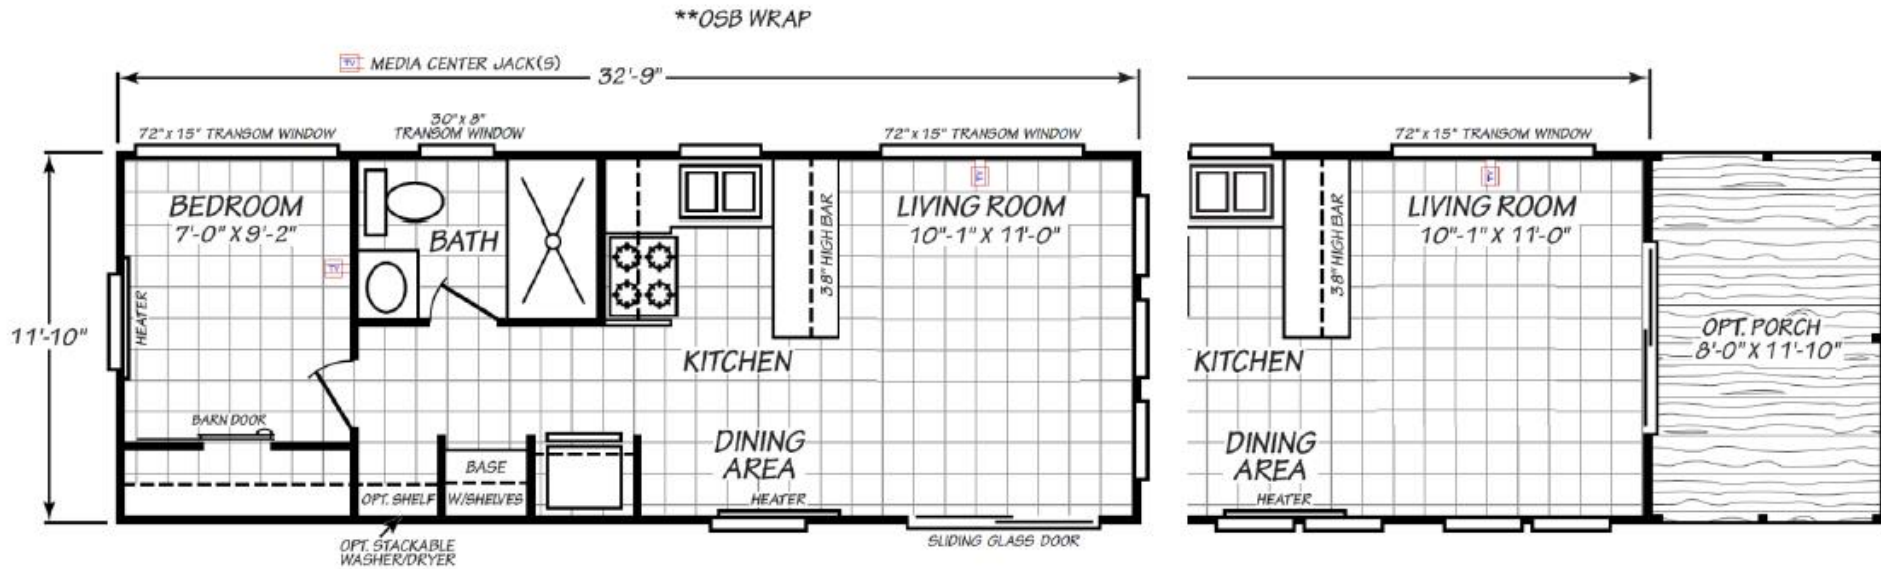 **OSB WRAP
TV MEDIA CENTER JACK(S)
32'-9"
72" x 15" TRANSOM WINDOW
30" x 8"
TRANSOM WINDOW
72" x 15" TRANSOM WINDOW
72" x 15" TRANSOM WINDOW
BEDROOM
7'-0" X 9'-2"
BATH
TV
LIVING ROOM
10"-1" X 11'-0"
38" HIGH BAR
TV
LIVING ROOM
10"-1" X 11'-0"
38" HIGH BAR
TV
HEATER
11'-10"
KITCHEN
KITCHEN
OPT. PORCH
8'-0" X 11'-10"
BARN DOOR
DINING
AREA
DINING
AREA
BASE
W/SHELVES
OPT. SHELF
HEATER
HEATER
OPT. STACKABLE
WASHER/DRYER
SLIDING GLASS DOOR